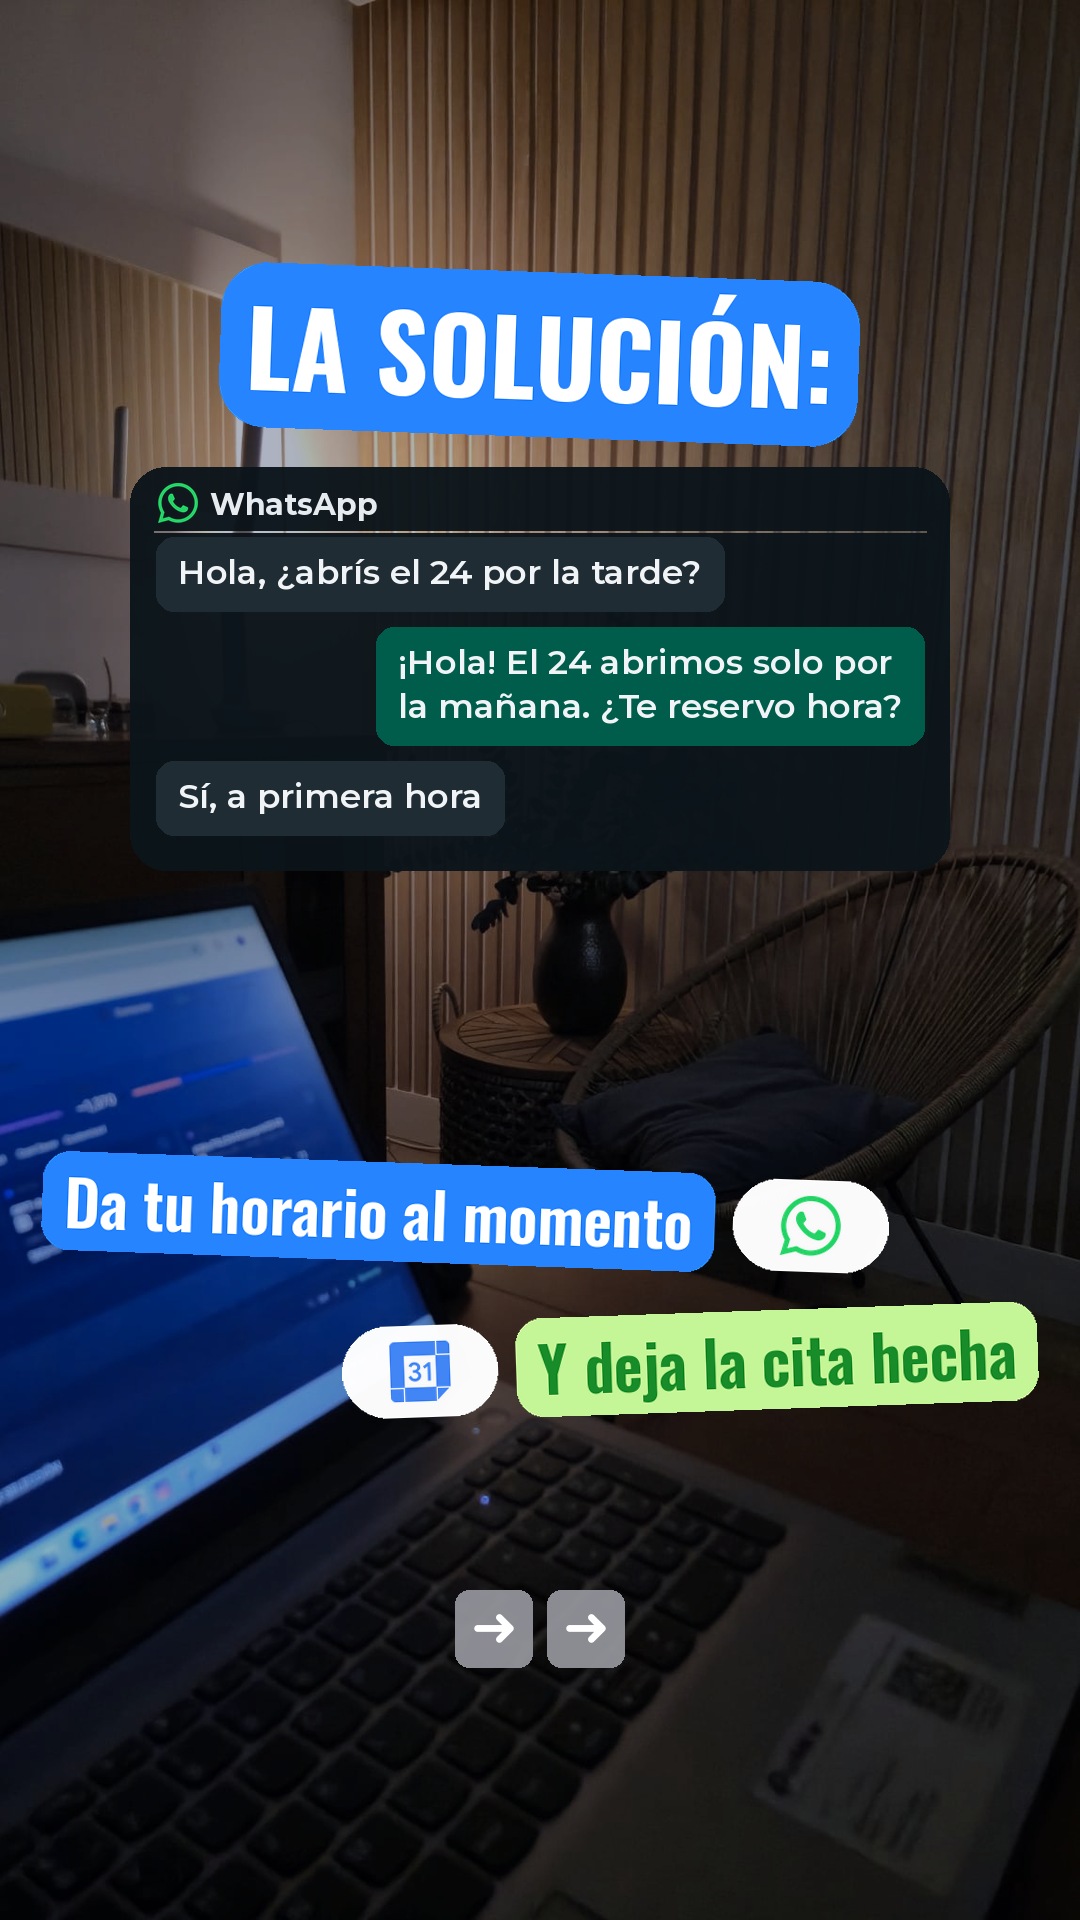 LA SOLUCIÓN:
WhatsApp
Hola, ¿abrís el 24 por la tarde?
¡Hola! El 24 abrimos solo por
la mañana. ¿Te reservo hora?
Sí, a primera hora
Da tu horario al momento
31
Y deja la cita hecha